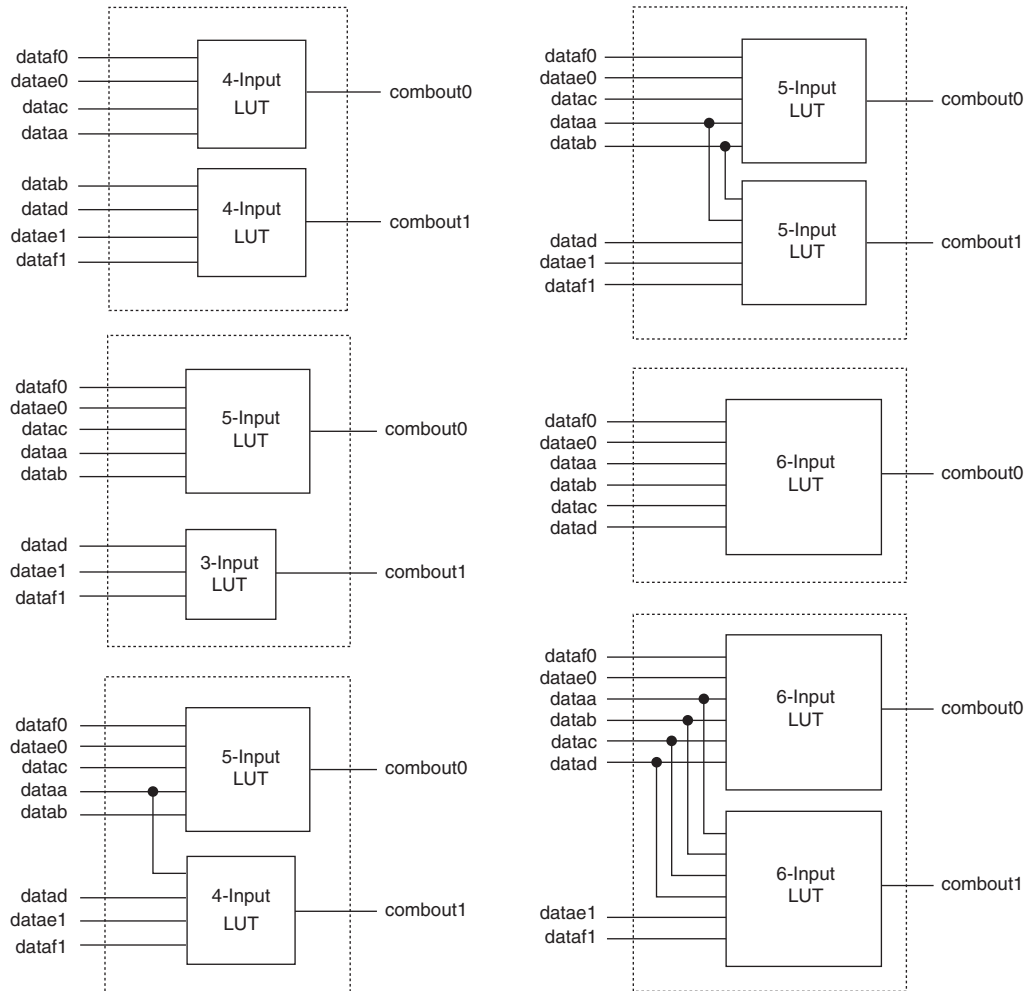 dataf0
datae0
datac
dataa
4-Input
LUT
combout0
datab
datad
datae1
dataf1
4-Input
LUT
combout1
dataf0
datae0
datac
dataa
datab
5-Input
LUT
combout0
datad
datae1
dataf1
3-Input
LUT
combout1
dataf0
datae0
datac
dataa
datab
5-Input
LUT
combout0
datad
datae1
dataf1
4-Input
LUT
combout1
dataf0
datae0
datac
dataa
datab
5-Input
LUT
combout0
datad
datae1
dataf1
5-Input
LUT
combout1
dataf0
datae0
dataa
datab
datac
datad
6-Input
LUT
combout0
dataf0
datae0
dataa
datab
datac
datad
6-Input
LUT
combout0
datae1
dataf1
6-Input
LUT
combout1